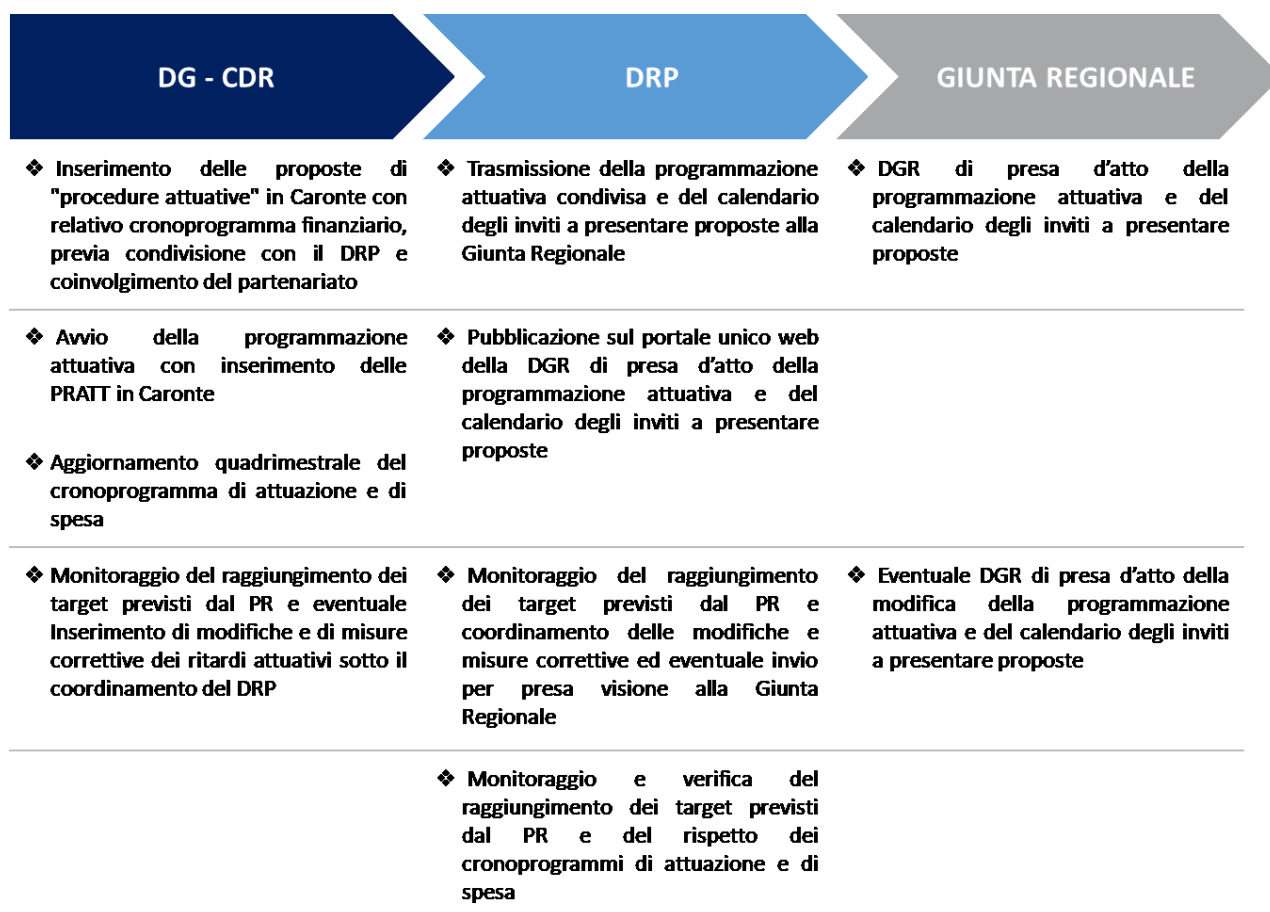 DG - CDR
DRP
GIUNTA REGIONALE
❖ Inserimento delle proposte di
"procedure attuative" in Caronte con
relativo cronoprogramma finanziario,
previa condivisione con il DRP e
coinvolgimento del partenariato
❖ Trasmissione della programmazione
attuativa condivisa e del calendario
degli inviti a presentare proposte alla
Giunta Regionale
❖ DGR di presa d'atto della
programmazione attuativa e del
calendario degli inviti a presentare
proposte
❖ Avvio della programmazione
attuativa con inserimento delle
PRATT in Caronte
❖ Aggiornamento quadrimestrale del
cronoprogramma di attuazione e di
spesa
❖ Pubblicazione sul portale unico web
della DGR di presa d'atto della
programmazione attuativa e del
calendario degli inviti a presentare
proposte
❖ Monitoraggio del raggiungimento dei
target previsti dal PR e eventuale
Inserimento di modifiche e di misure
correttive dei ritardi attuativi sotto il
coordinamento del DRP
❖ Monitoraggio del raggiungimento
dei target previsti dal PR e
coordinamento delle modifiche e
misure correttive ed eventuale invio
per presa visione alla Giunta
Regionale
❖ Eventuale DGR di presa d'atto della
modifica della programmazione
attuativa e del calendario degli inviti
a presentare proposte
❖ Monitoraggio e verifica del
raggiungimento dei target previsti
dal PR e del rispetto dei
cronoprogrammi di attuazione e di
spesa